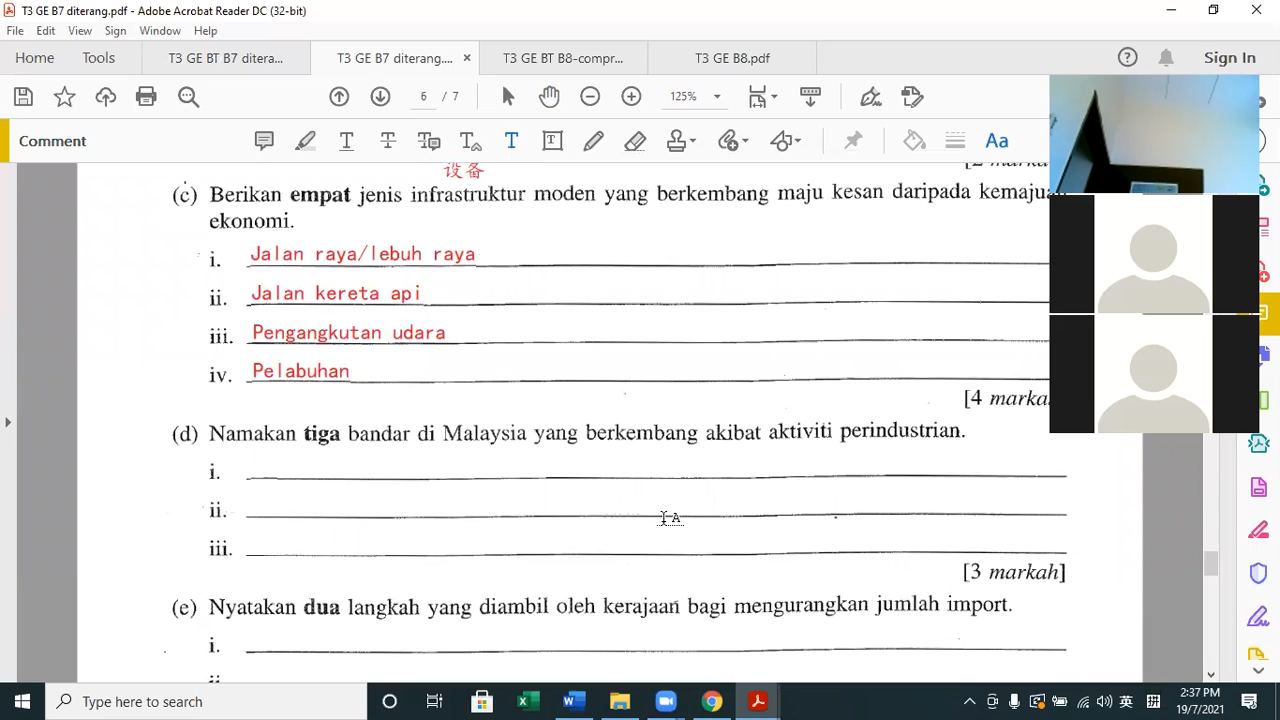 T3 GE B7 diterang.pdf - Adobe Acrobat Reader DC (32-bit)
File Edit View Sign Window Help
Home Tools T3 GE BT B7 ditera... T3 GE B7 diterang.... × T3 GE BT B8-compr... T3 GE B8.pdf Sign In
6 / 7 125%
Comment Aa
设备
(c) Berikan empat jenis infrastruktur moden yang berkembang maju kesan daripada
ekonomi.
i. Jalan raya/lebuh raya
ii. Jalan kereta api
iii. Pengangkutan udara
iv. Pelabuhan
[4
(d) Namakan tiga bandar di Malaysia yang berkembang akibat aktiviti perindustrian.
i.
ii.
iii.
[3 markah]
(e) Nyatakan dua langkah yang diambil oleh kerajaan bagi mengurangkan jumlah import.
i.
Type here to search
英 拼 2:37 PM
19/7/2021